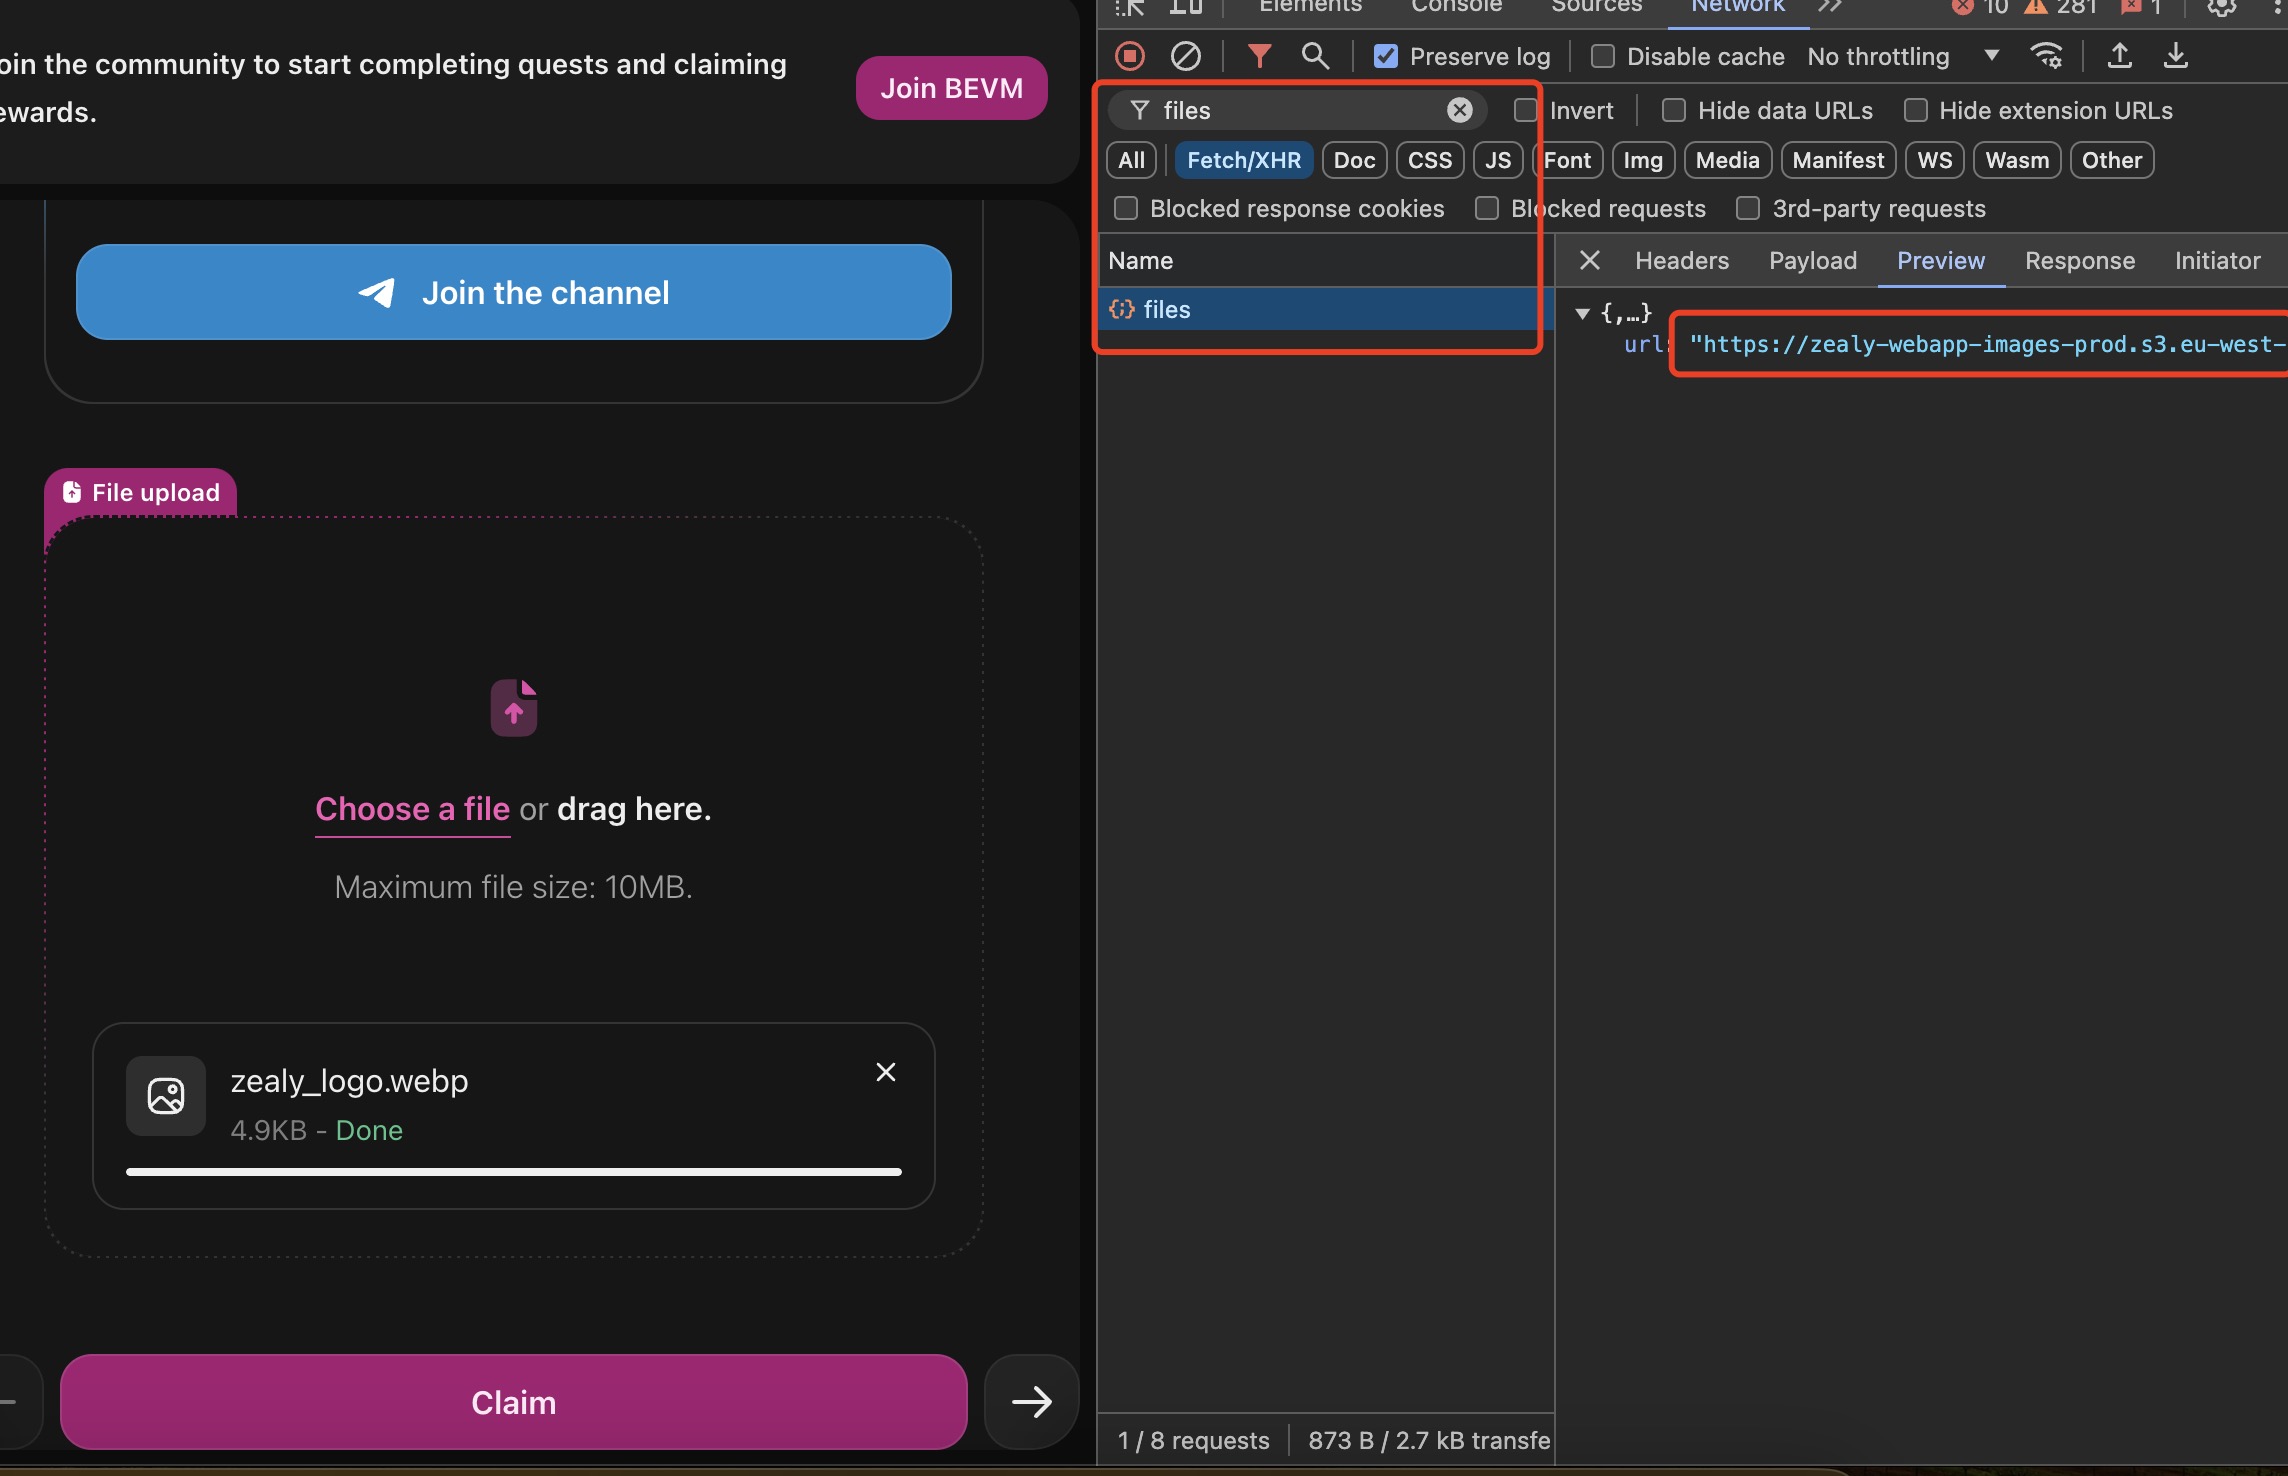 oin the community to start completing quests and claiming
ewards.
Join BEVM
Join the channel
File upload
Choose a file or drag here.
Maximum file size: 10MB.
zealy_logo.webp
4.9KB - Done
Claim
Elements Console Sources Network 10 281 1
Preserve log Disable cache No throttling
files Invert Hide data URLs Hide extension URLs
All Fetch/XHR Doc CSS JS Font Img Media Manifest WS Wasm Other
Blocked response cookies Blocked requests 3rd-party requests
Name
files
Headers Payload Preview Response Initiator
{,…}
url: "https://zealy-webapp-images-prod.s3.eu-west-
1 / 8 requests 873 B / 2.7 kB transfe